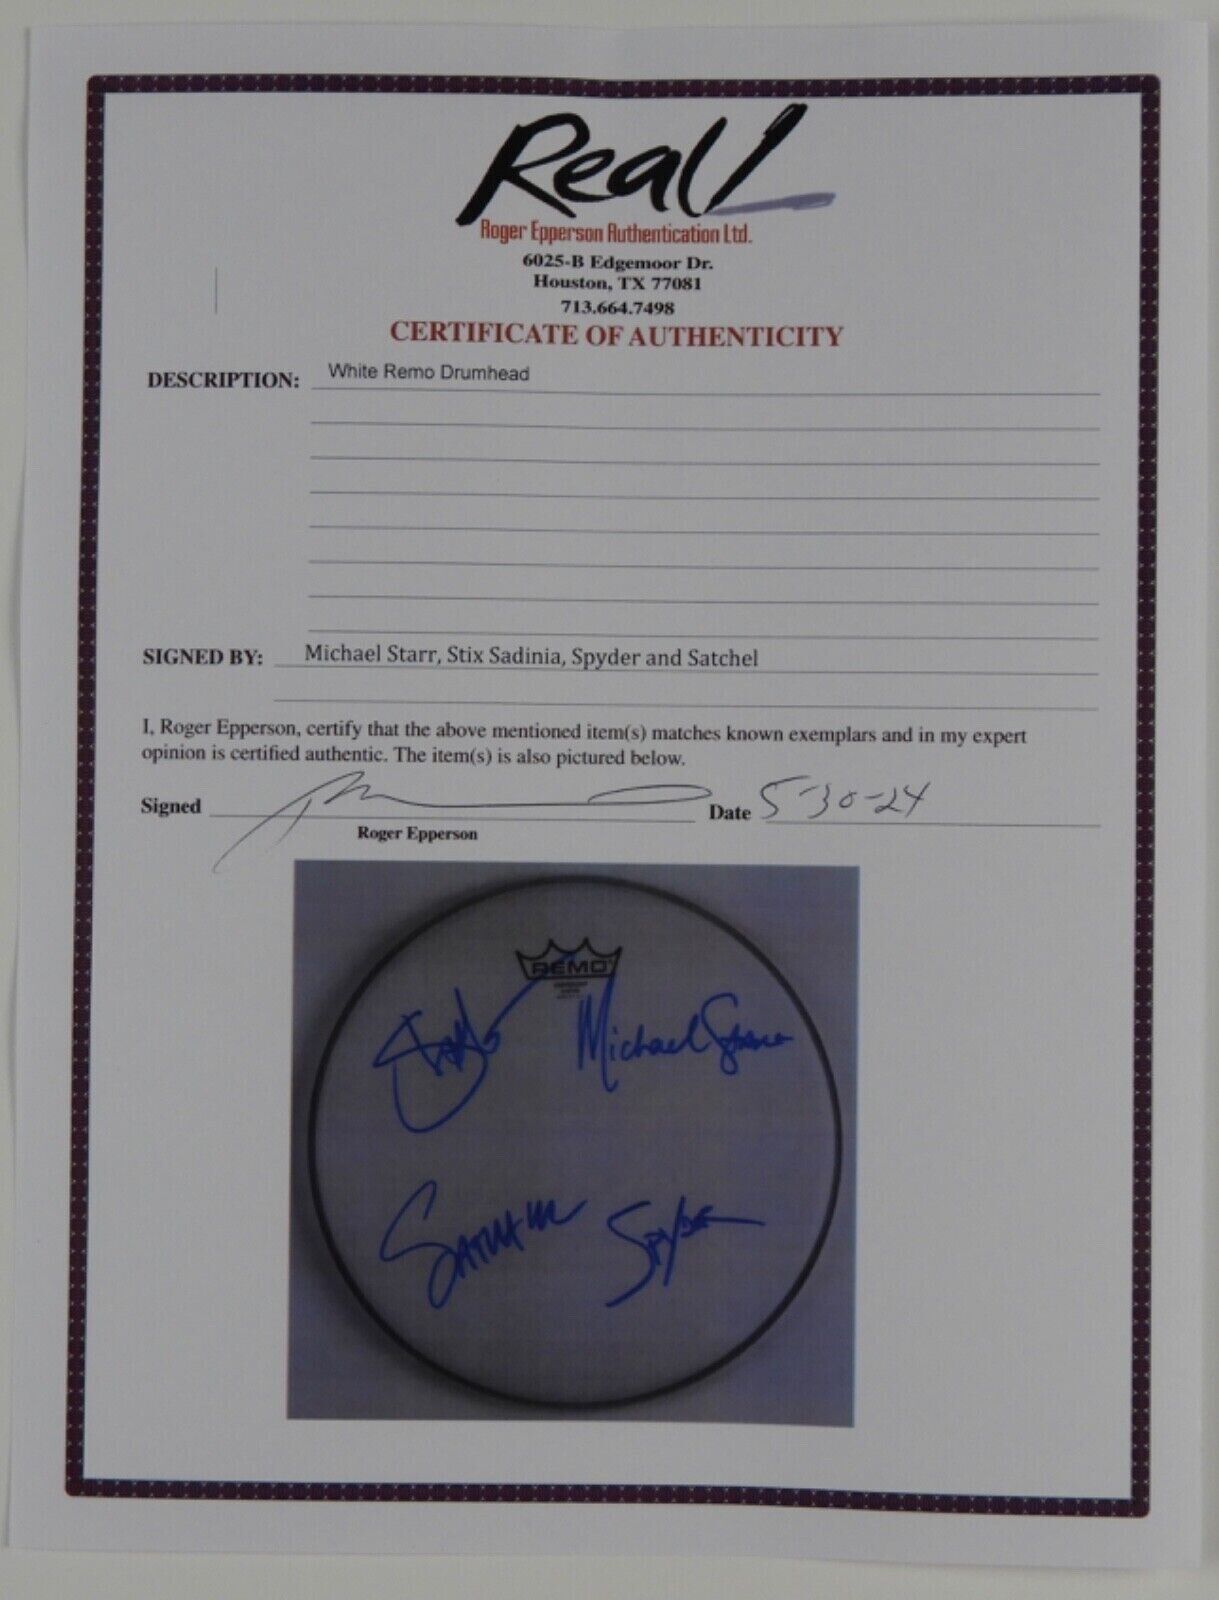 Real!
Roger Epperson Authentication Ltd.
6025-B Edgemoor Dr.
Houston, TX 77081
713.664.7498
CERTIFICATE OF AUTHENTICITY
DESCRIPTION: White Remo Drumhead
SIGNED BY: Michael Starr, Stix Sadinia, Spyder and Satchel
I, Roger Epperson, certify that the above mentioned item(s) matches known exemplars and in my expert
opinion is certified authentic. The item(s) is also pictured below.
Signed Date 5-30-24
Roger Epperson
REMO
Michael Starr
Satchel Spyder